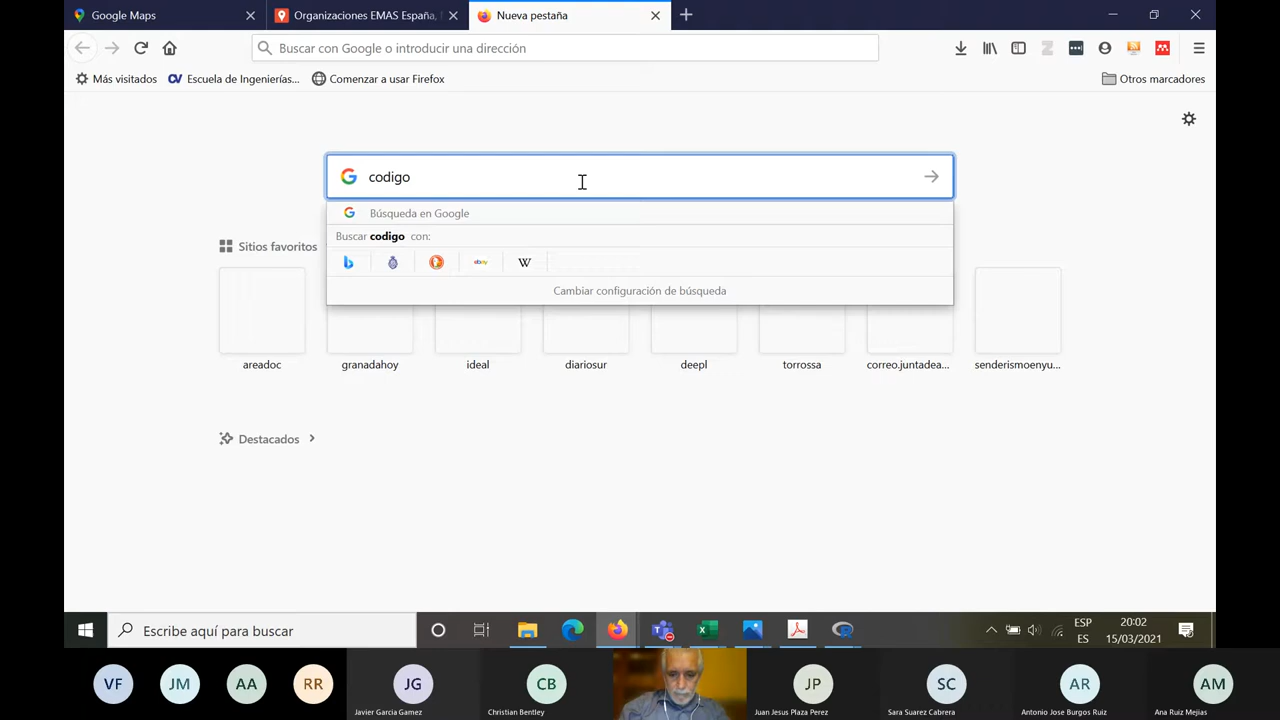 Google Maps
Organizaciones EMAS España,
Nueva pestaña
Buscar con Google o introducir una dirección
Más visitados
Escuela de Ingenierías...
Comenzar a usar Firefox
Otros marcadores
codigo
Búsqueda en Google
Buscar codigo con:
ebay
W
Cambiar configuración de búsqueda
Sitios favoritos
areadoc
granadahoy
ideal
diariosur
deepl
torrossa
correo.juntadea...
senderismoenyu...
Destacados
Escribe aquí para buscar
ESP
ES
20:02
15/03/2021
VF
JM
AA
RR
JG
Javier Garcia Gamez
CB
Christian Bentley
JP
Juan Jesus Plaza Perez
SC
Sara Suarez Cabrera
AR
Antonio Jose Burgos Ruiz
AM
Ana Ruiz Mejias